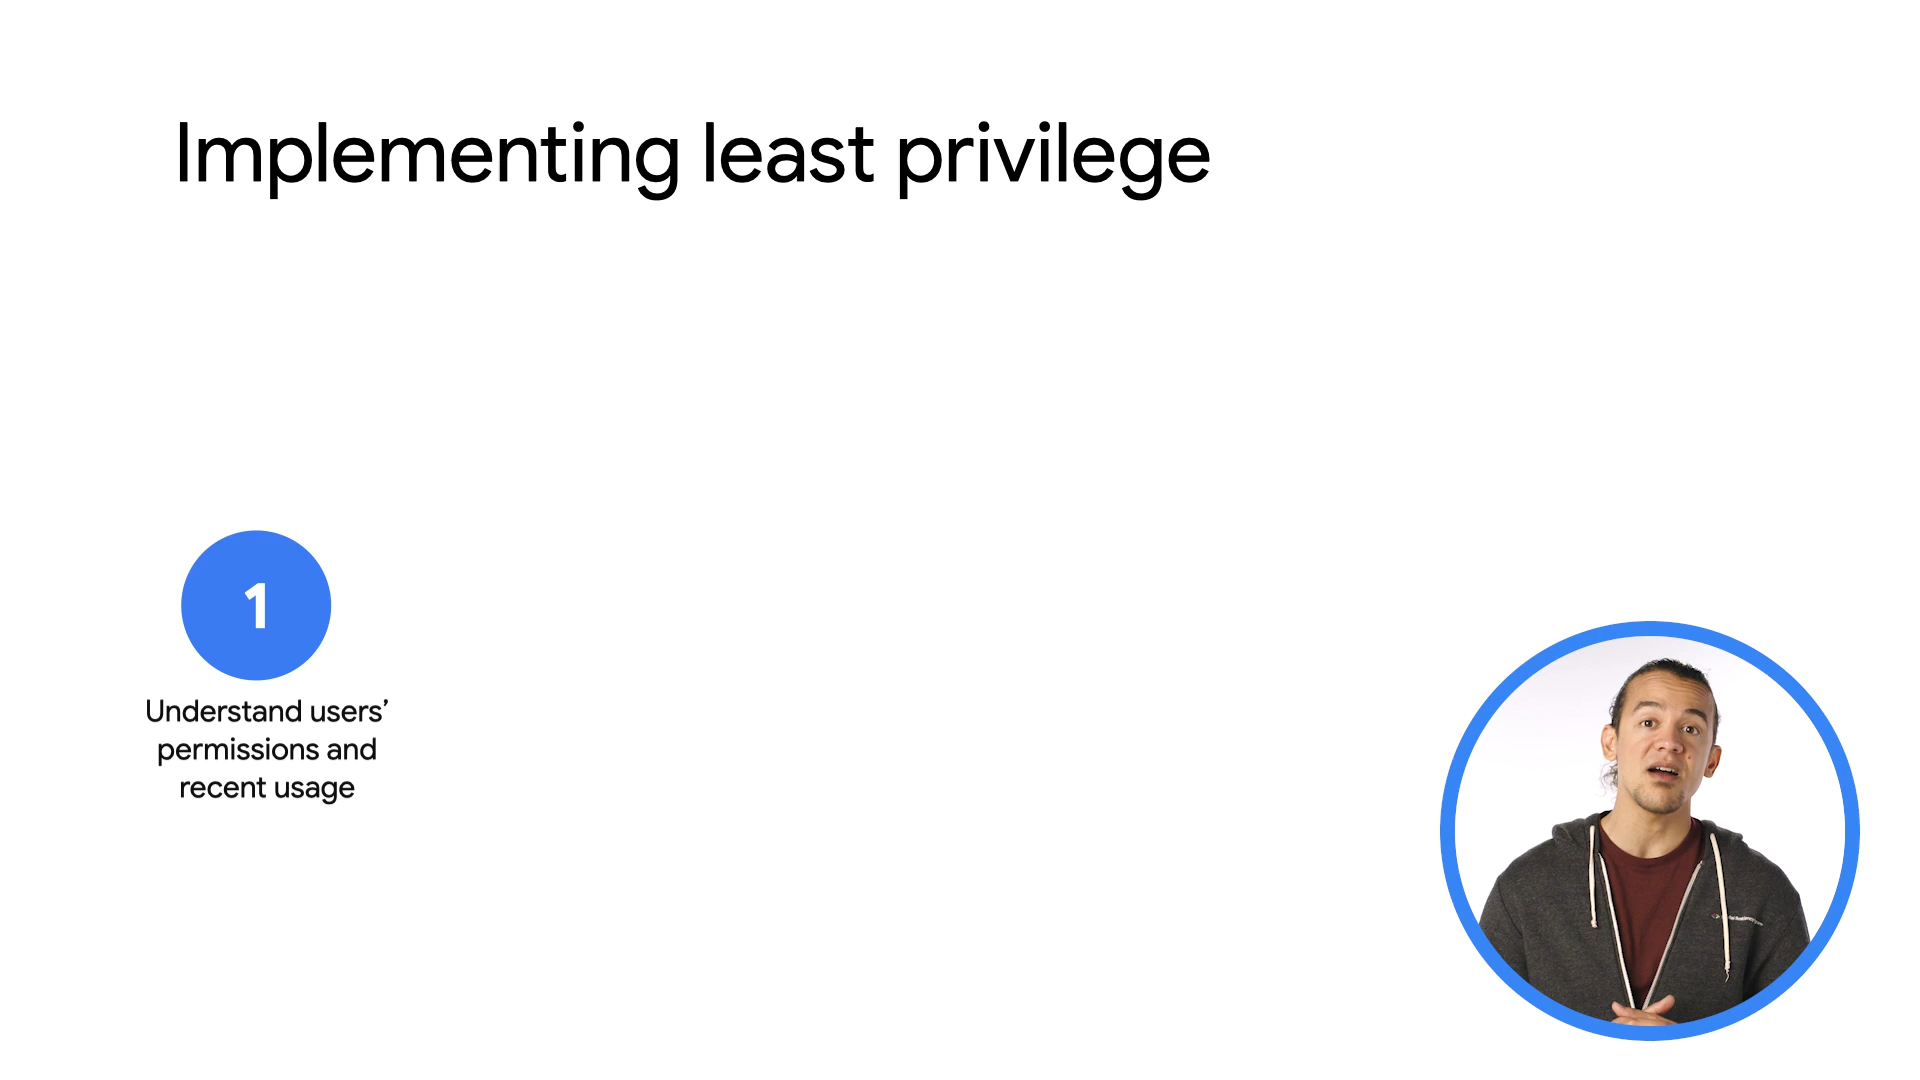 Implementing least privilege
1
Understand users’
permissions and
recent usage